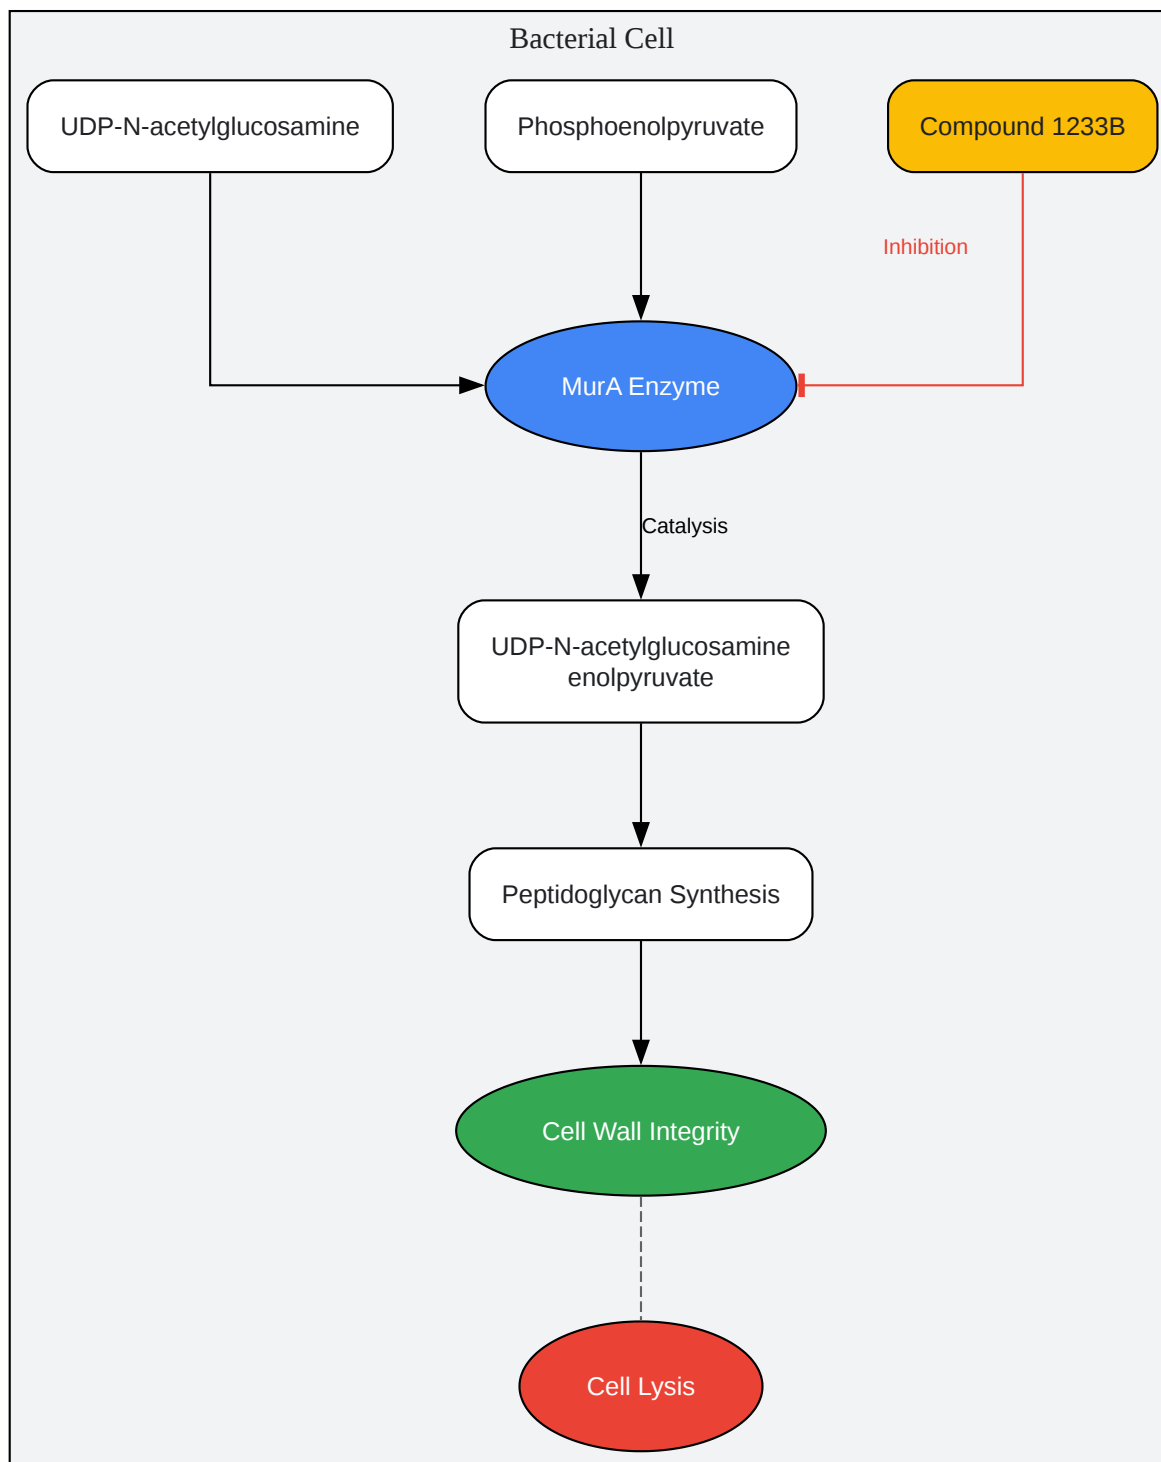 Bacterial Cell
UDP-N-acetylglucosamine
Phosphoenolpyruvate
Compound 1233B
Inhibition
MurA Enzyme
Catalysis
UDP-N-acetylglucosamine
enolpyruvate
Peptidoglycan Synthesis
Cell Wall Integrity
Cell Lysis